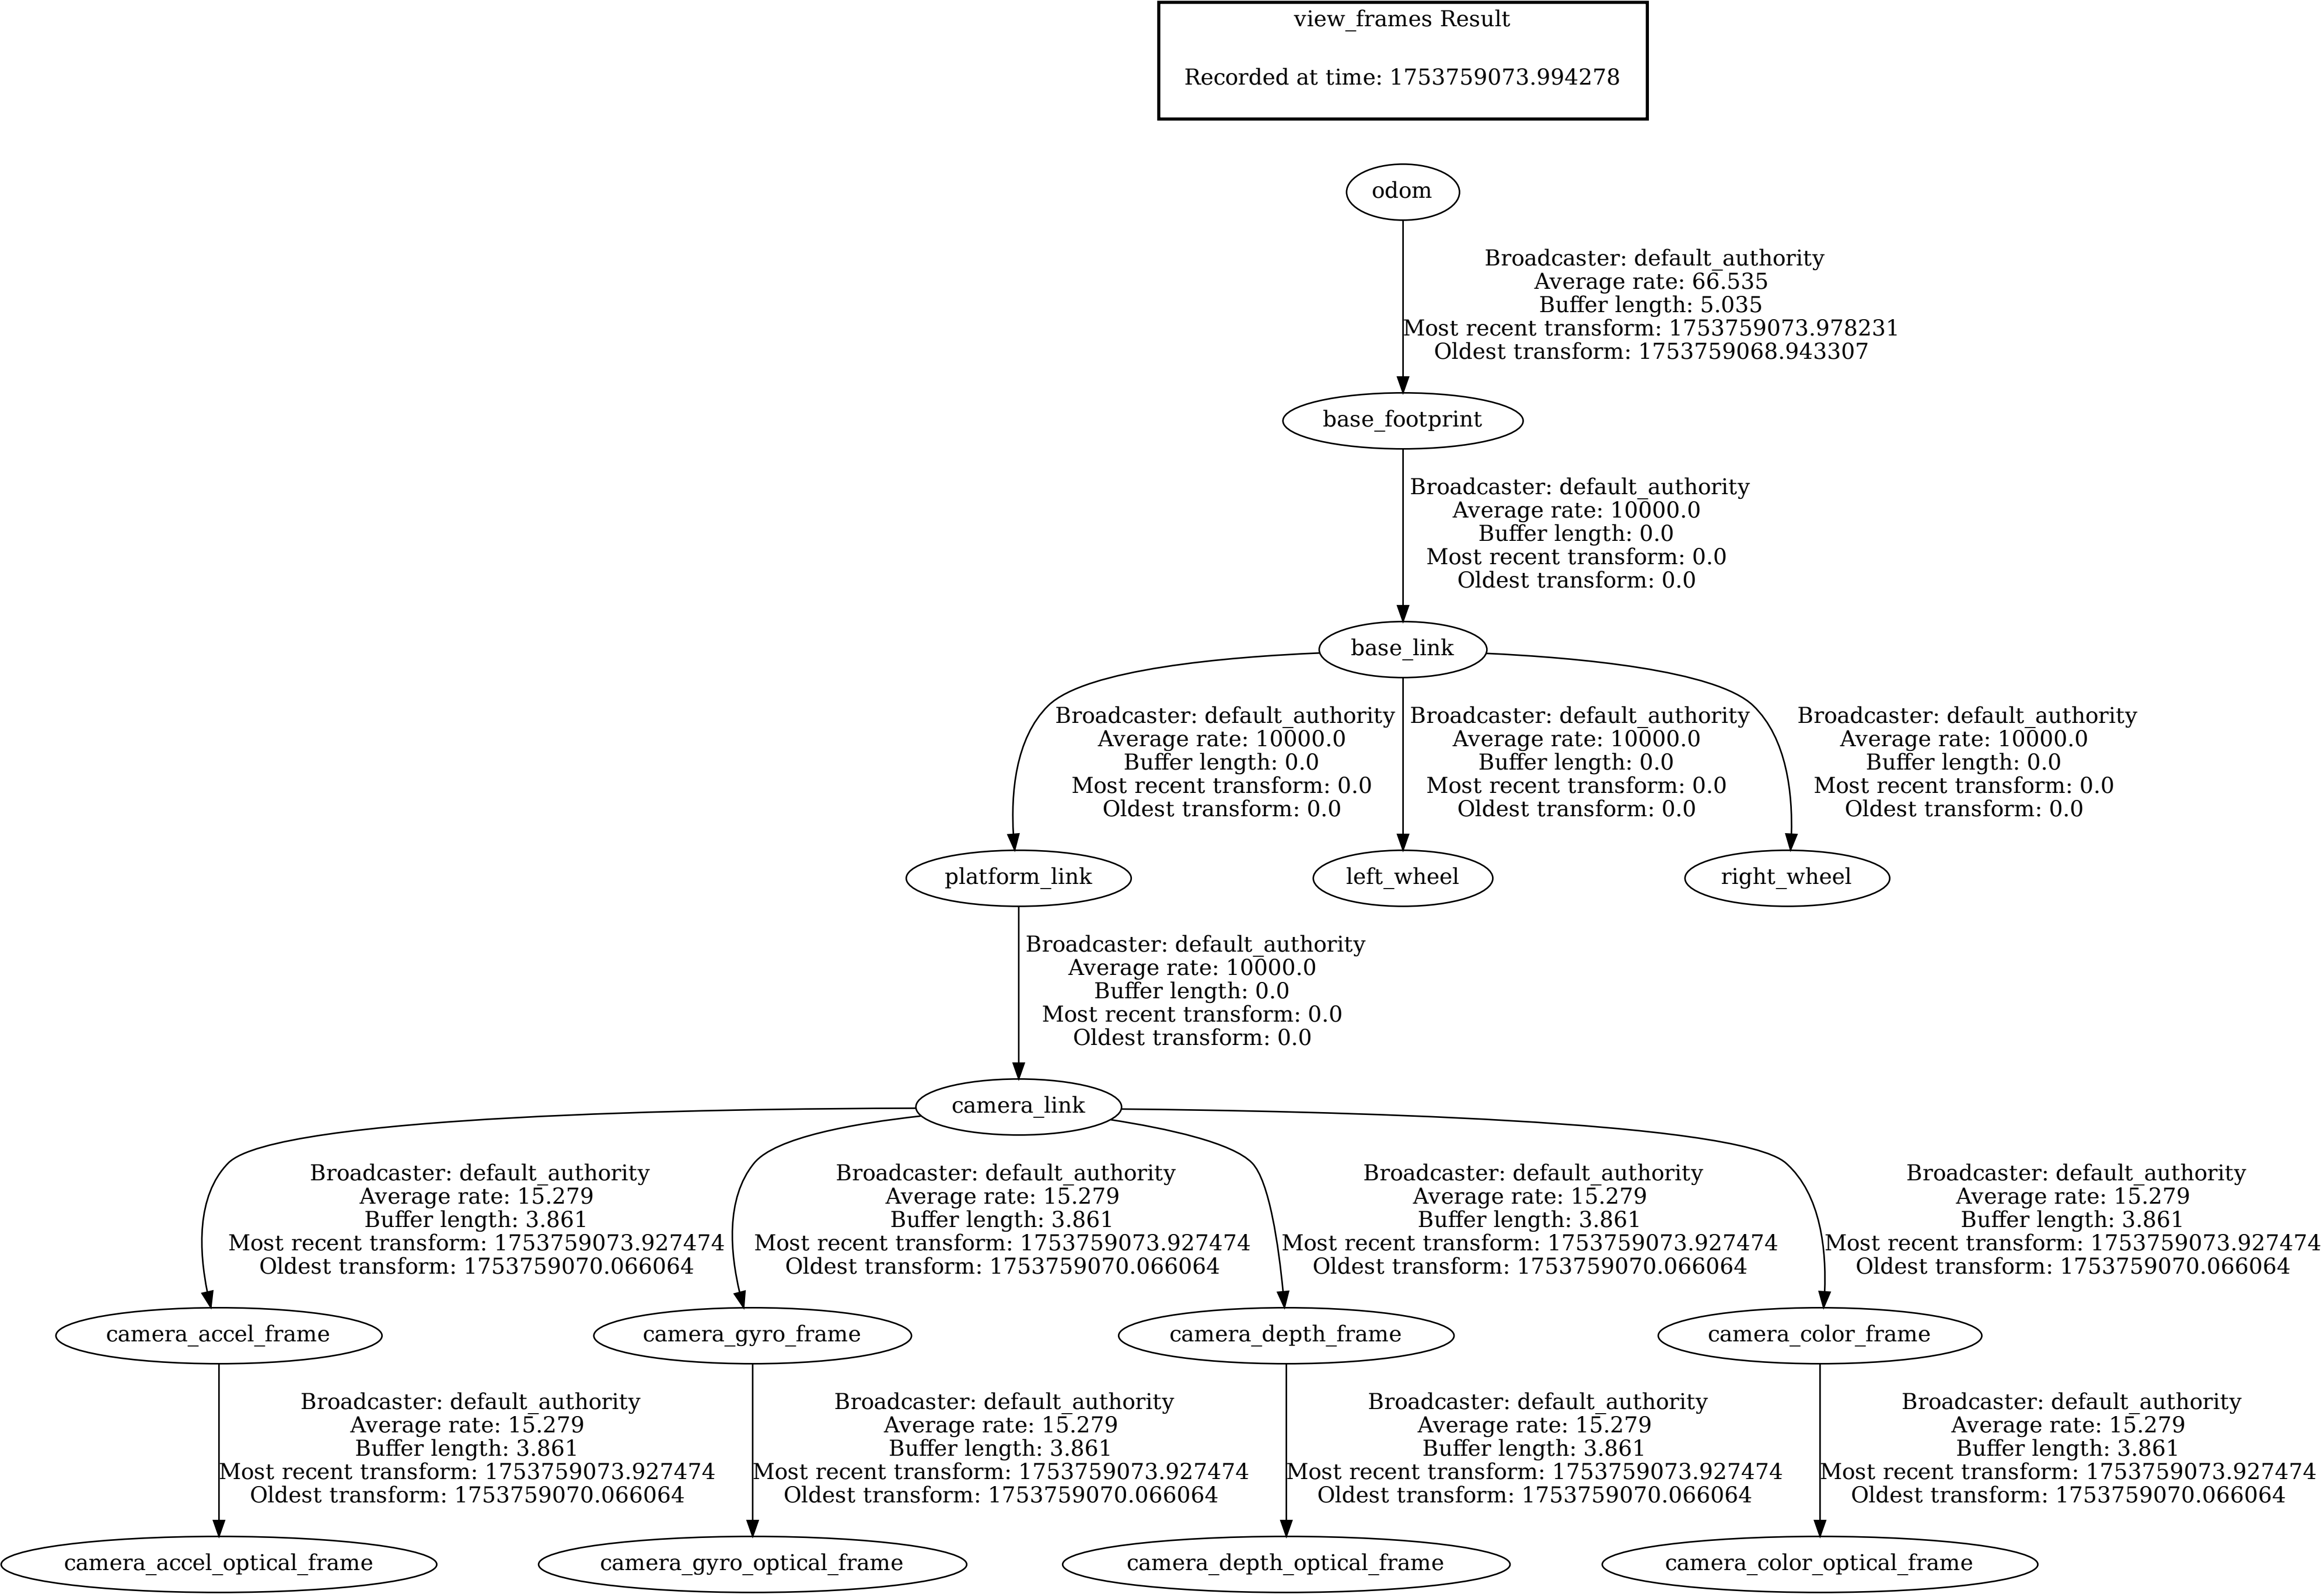 view_frames Result
Recorded at time: 1753759073.994278
odom
Broadcaster: default_authority
Average rate: 66.535
Buffer length: 5.035
Most recent transform: 1753759073.978231
Oldest transform: 1753759068.943307
base_footprint
Broadcaster: default_authority
Average rate: 10000.0
Buffer length: 0.0
Most recent transform: 0.0
Oldest transform: 0.0
base_link
Broadcaster: default_authority
Average rate: 10000.0
Buffer length: 0.0
Most recent transform: 0.0
Oldest transform: 0.0
Broadcaster: default_authority
Average rate: 10000.0
Buffer length: 0.0
Most recent transform: 0.0
Oldest transform: 0.0
Broadcaster: default_authority
Average rate: 10000.0
Buffer length: 0.0
Most recent transform: 0.0
Oldest transform: 0.0
platform_link
left_wheel
right_wheel
Broadcaster: default_authority
Average rate: 10000.0
Buffer length: 0.0
Most recent transform: 0.0
Oldest transform: 0.0
camera_link
Broadcaster: default_authority
Average rate: 15.279
Buffer length: 3.861
Most recent transform: 1753759073.927474
Oldest transform: 1753759070.066064
Broadcaster: default_authority
Average rate: 15.279
Buffer length: 3.861
Most recent transform: 1753759073.927474
Oldest transform: 1753759070.066064
Broadcaster: default_authority
Average rate: 15.279
Buffer length: 3.861
Most recent transform: 1753759073.927474
Oldest transform: 1753759070.066064
Broadcaster: default_authority
Average rate: 15.279
Buffer length: 3.861
Most recent transform: 1753759073.927474
Oldest transform: 1753759070.066064
camera_accel_frame
camera_gyro_frame
camera_depth_frame
camera_color_frame
Broadcaster: default_authority
Average rate: 15.279
Buffer length: 3.861
Most recent transform: 1753759073.927474
Oldest transform: 1753759070.066064
Broadcaster: default_authority
Average rate: 15.279
Buffer length: 3.861
Most recent transform: 1753759073.927474
Oldest transform: 1753759070.066064
Broadcaster: default_authority
Average rate: 15.279
Buffer length: 3.861
Most recent transform: 1753759073.927474
Oldest transform: 1753759070.066064
Broadcaster: default_authority
Average rate: 15.279
Buffer length: 3.861
Most recent transform: 1753759073.927474
Oldest transform: 1753759070.066064
camera_accel_optical_frame
camera_gyro_optical_frame
camera_depth_optical_frame
camera_color_optical_frame